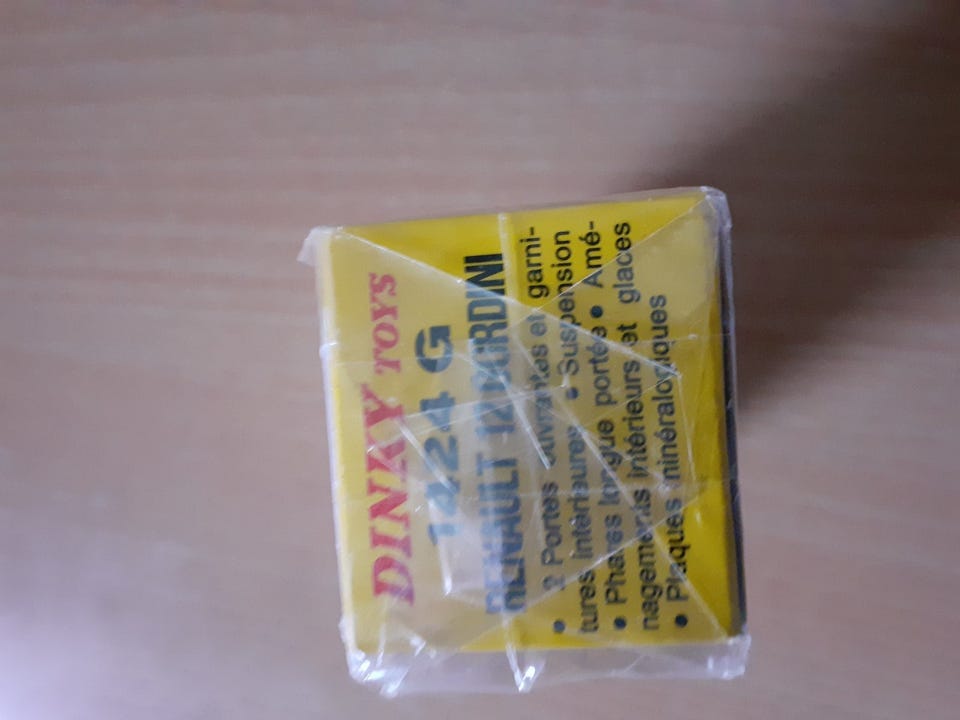 DINKY TOYS
1424 G
RENAULT 12 GORDINI
• 2 Portes ouvrantes et garni-
tures intérieures • Suspension
• Phares longue portée • Amé-
nagements intérieurs et glaces
• Plaques minéralogiques